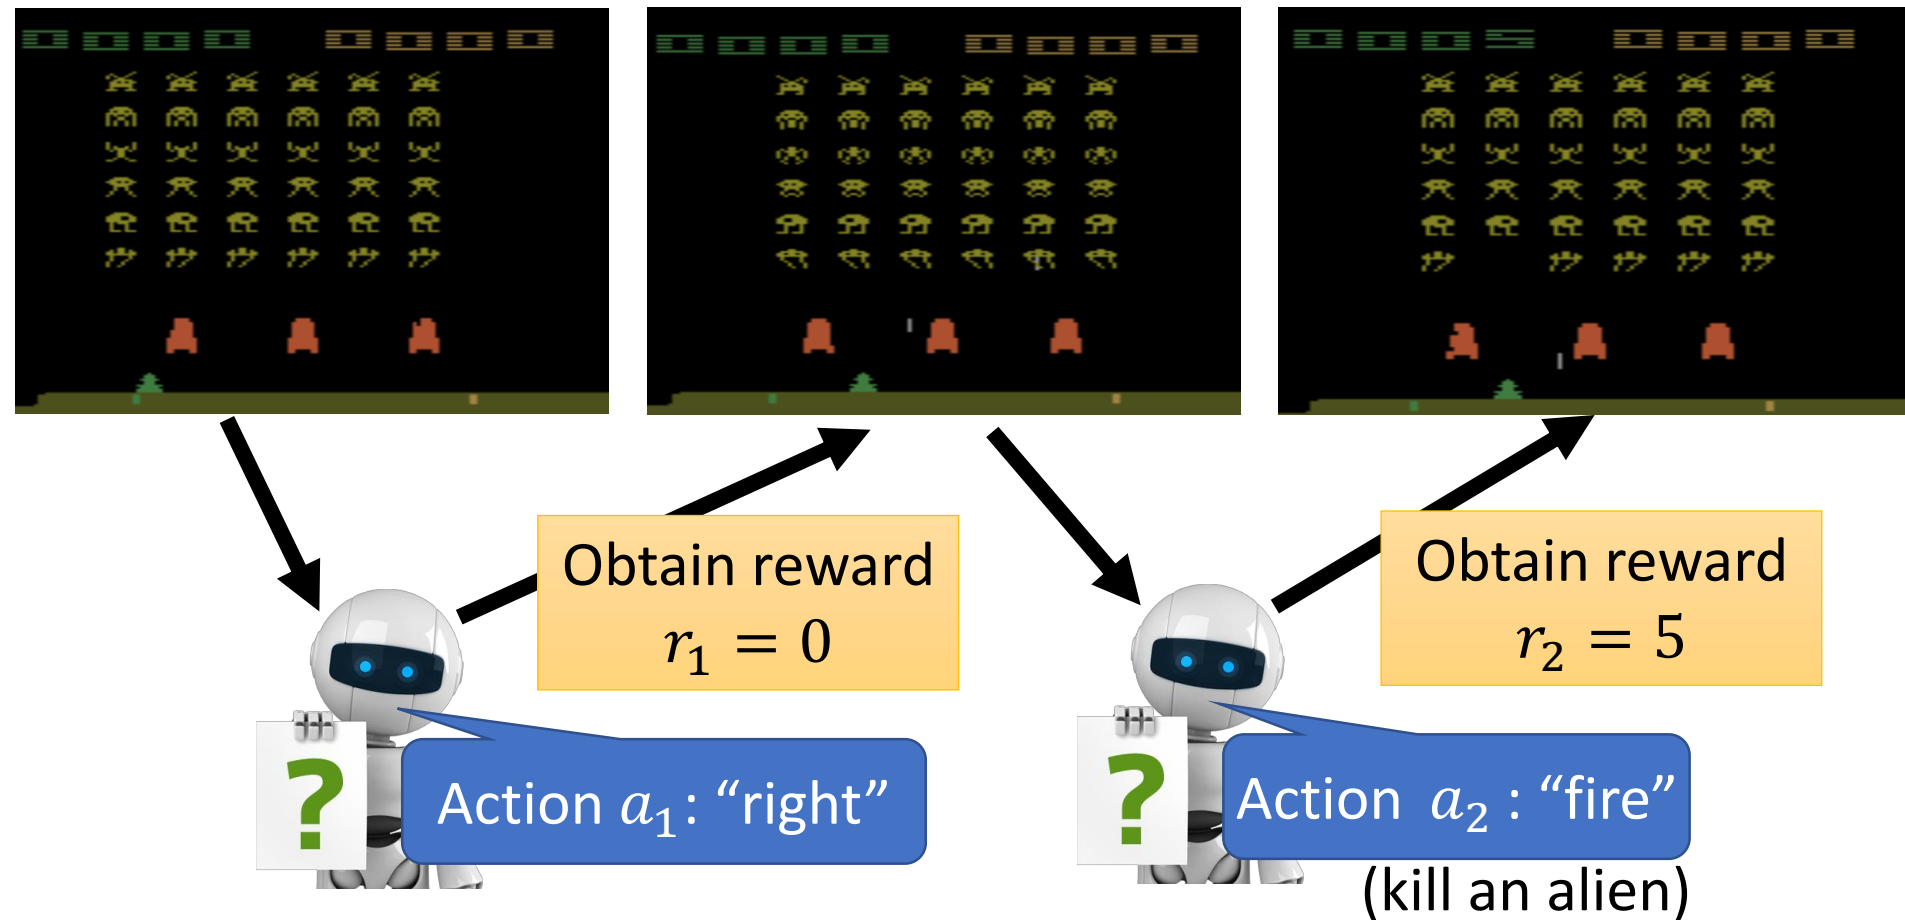 Obtain reward
r₁ = 0
Obtain reward
r₂ = 5
?
Action a₁: “right”
?
Action a₂ : “fire”
(kill an alien)